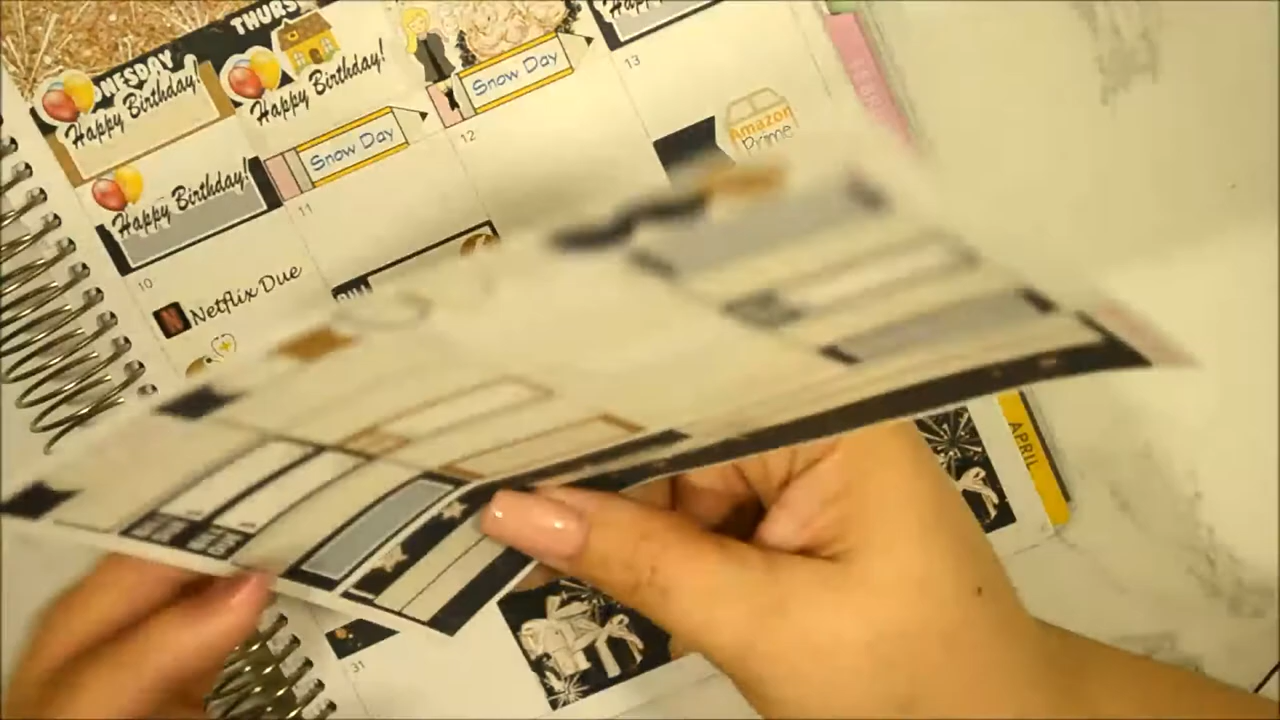 NESDAY
THURS
Happy Birthday!
Happy Birthday!
Happy
Snow Day
Snow Day
13
12
Amazon
Prime
Happy Birthday!
11
10
N Netflix Due
APRIL
31